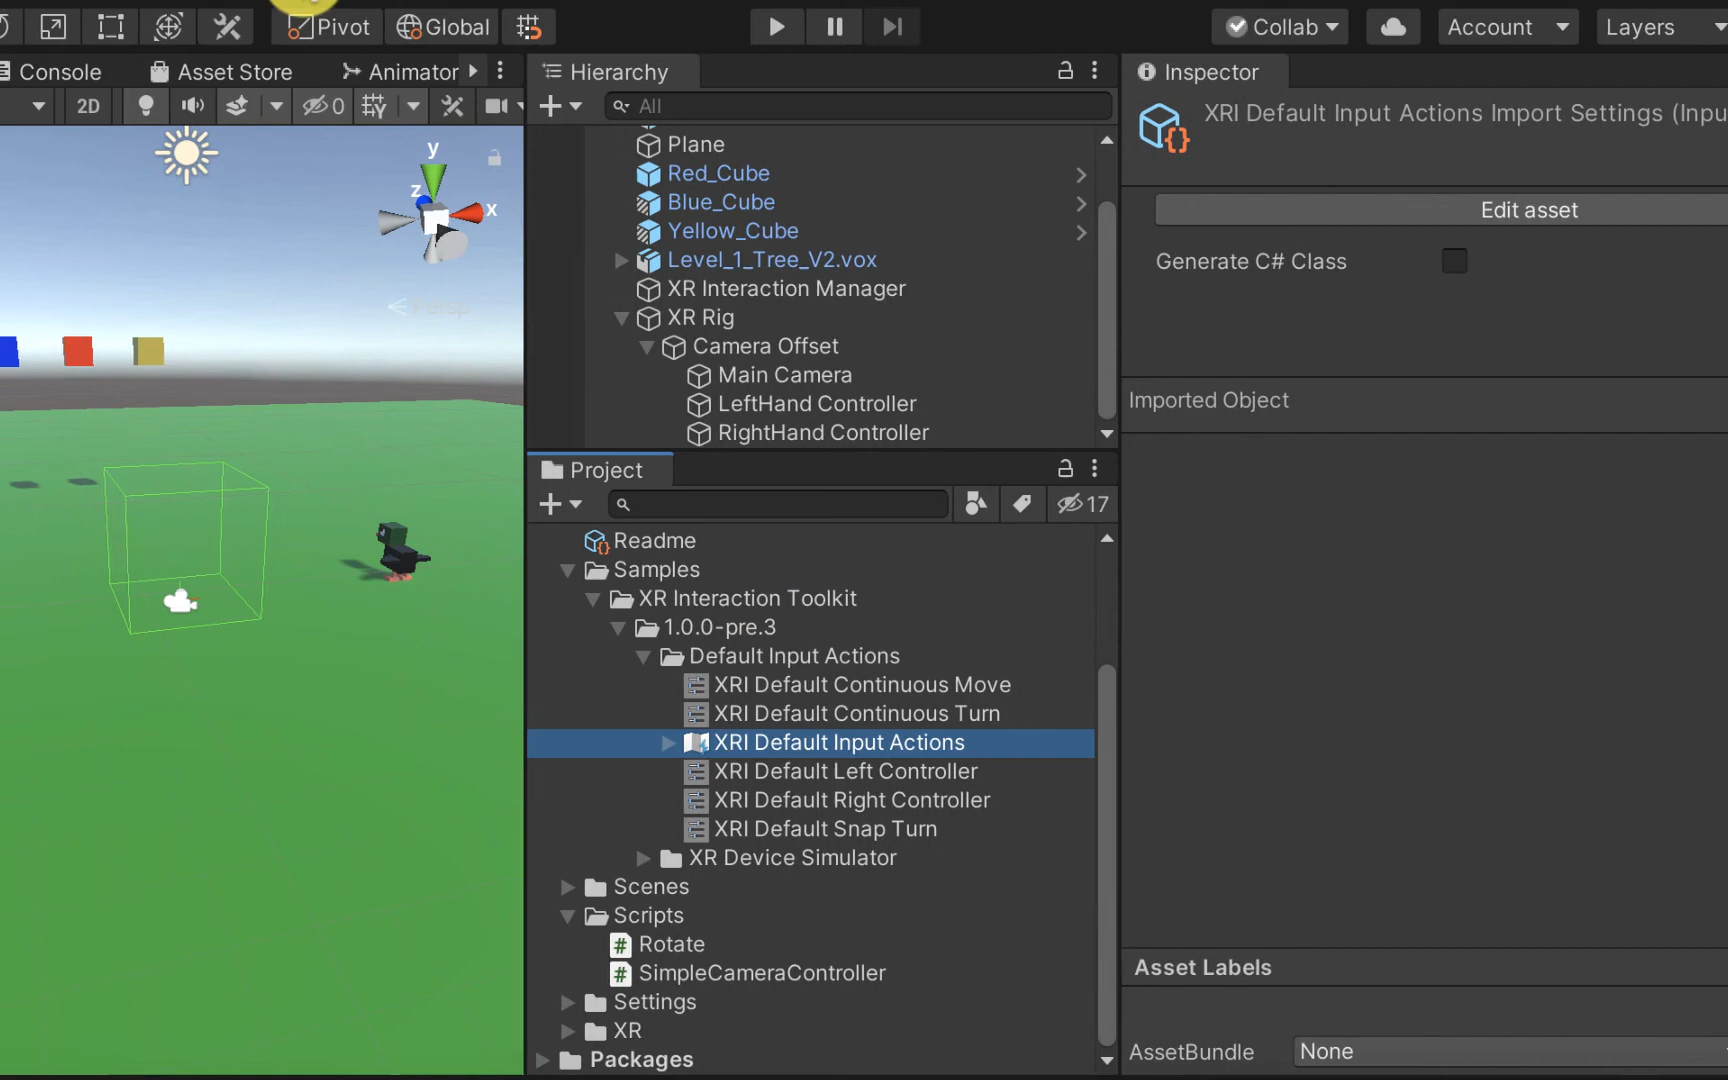 Pivot
Global
Collab
Account
Layers
Console
Asset Store
Animator
2D
0
y
z
x
Persp
Hierarchy
All
Plane
Red_Cube
Blue_Cube
Yellow_Cube
Level_1_Tree_V2.vox
XR Interaction Manager
XR Rig
Camera Offset
Main Camera
LeftHand Controller
RightHand Controller
Project
17
Readme
Samples
XR Interaction Toolkit
1.0.0-pre.3
Default Input Actions
XRI Default Continuous Move
XRI Default Continuous Turn
XRI Default Input Actions
XRI Default Left Controller
XRI Default Right Controller
XRI Default Snap Turn
XR Device Simulator
Scenes
Scripts
# Rotate
# SimpleCameraController
Settings
XR
Packages
Inspector
XRI Default Input Actions Import Settings (Inpu
Edit asset
Generate C# Class
Imported Object
Asset Labels
AssetBundle
None